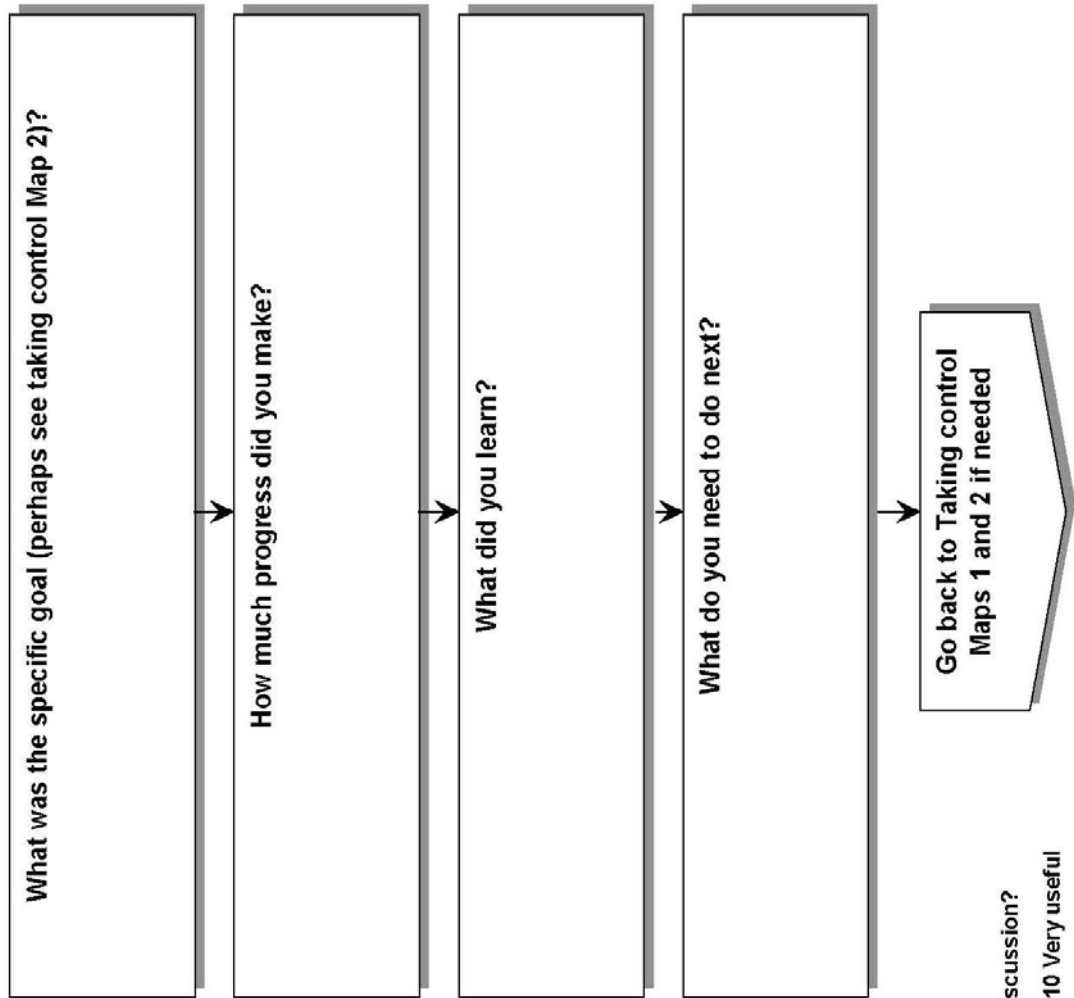 What was the specific goal (perhaps see taking control Map 2)?
How much progress did you make?
What did you learn?
What do you need to do next?
Go back to Taking control
Maps 1 and 2 if needed
scussion?
10 Very useful